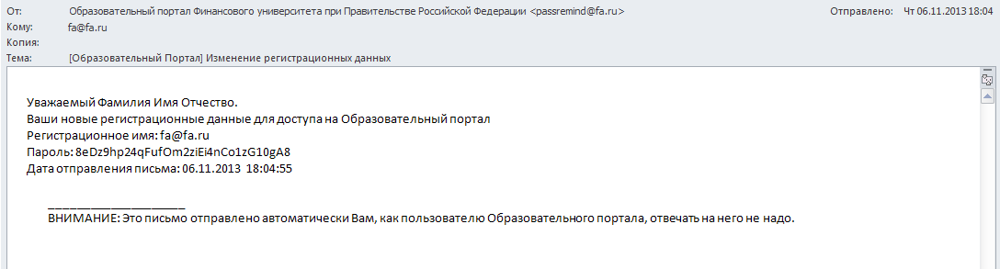 От: Образовательный портал Финансового университета при Правительстве Российской Федерации <passremind@fa.ru> Отправлено: Чт 06.11.2013 18:04
Кому: fa@fa.ru
Копия:
Тема: [Образовательный Портал] Изменение регистрационных данных
Уважаемый Фамилия Имя Отчество.
Ваши новые регистрационные данные для доступа на Образовательный портал
Регистрационное имя: fa@fa.ru
Пароль: 8eDz9hp24qFufOm2ziEi4nCo1zG10gA8
Дата отправления письма: 06.11.2013 18:04:55
____________________
ВНИМАНИЕ: Это письмо отправлено автоматически Вам, как пользователю Образовательного портала, отвечать на него не надо.